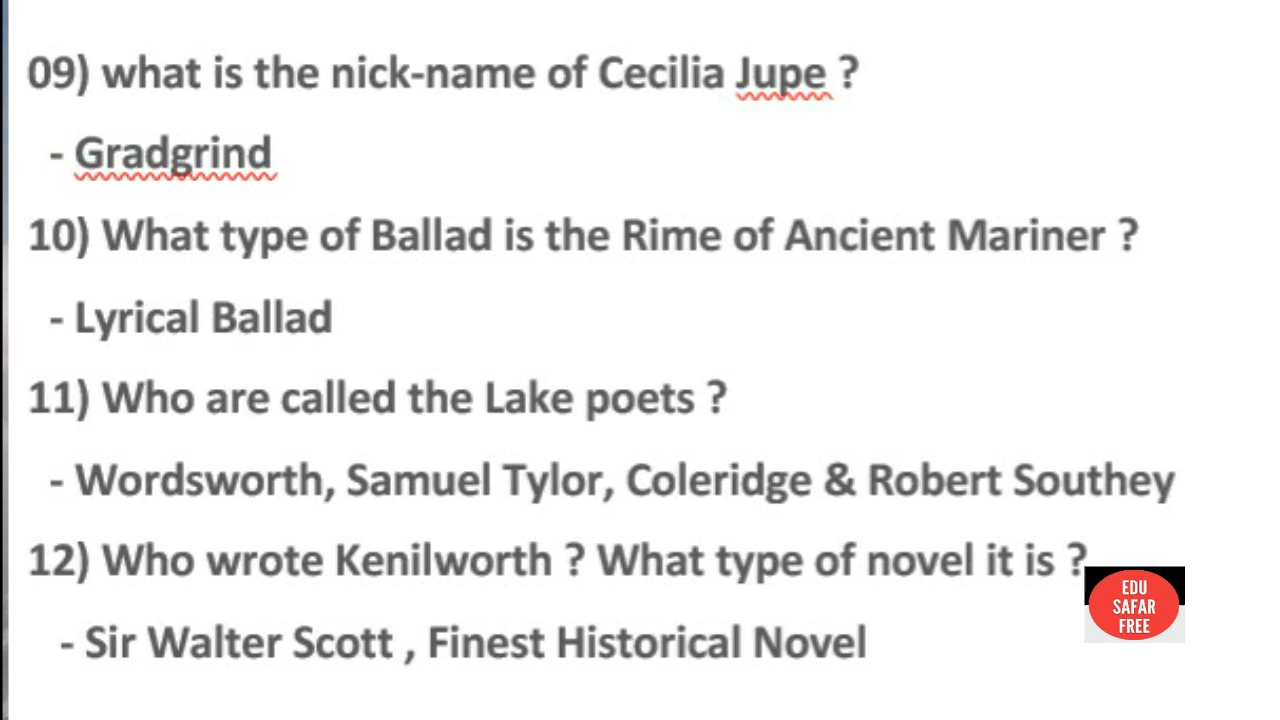 09) what is the nick-name of Cecilia Jupe ?
- Gradgrind
10) What type of Ballad is the Rime of Ancient Mariner ?
- Lyrical Ballad
11) Who are called the Lake poets ?
- Wordsworth, Samuel Tylor, Coleridge & Robert Southey
12) Who wrote Kenilworth ? What type of novel it is ?
- Sir Walter Scott , Finest Historical Novel
EDU
SAFAR
FREE